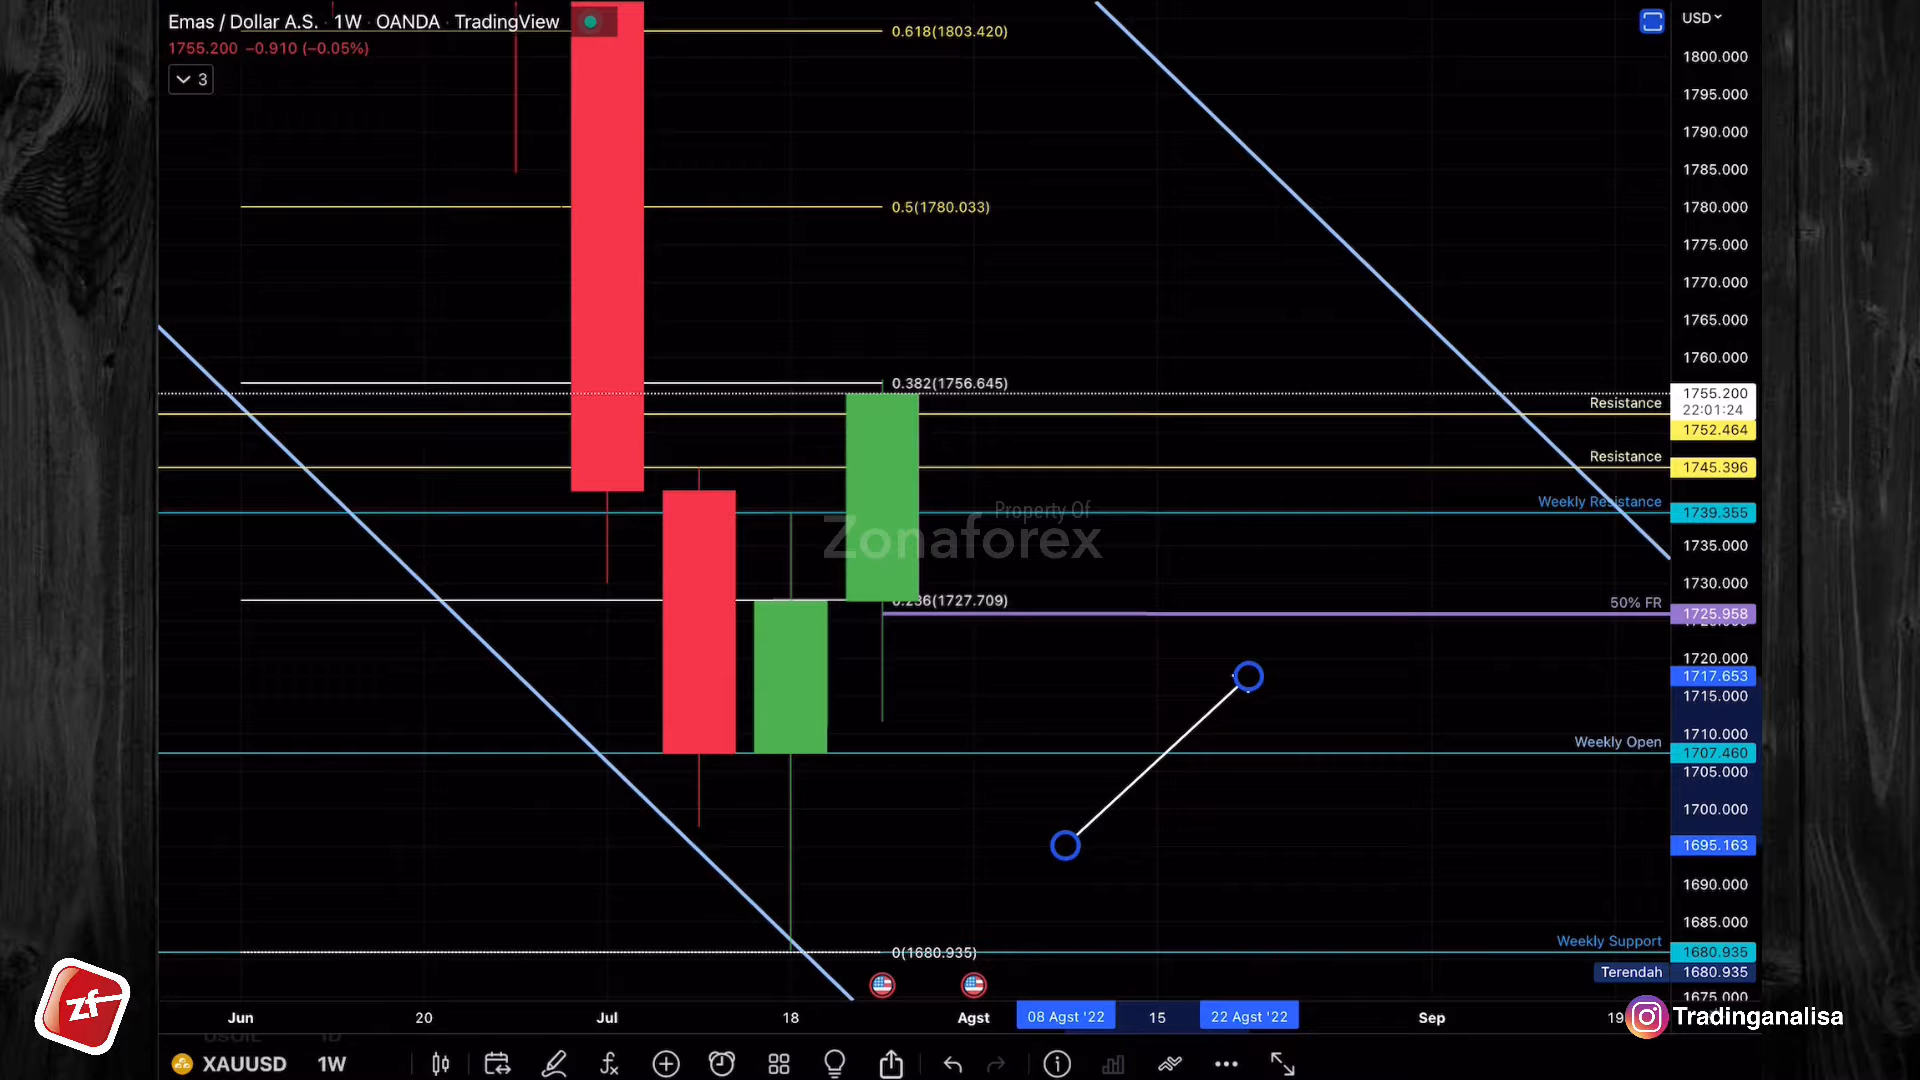 Emas / Dollar A.S. · 1W · OANDA · TradingView
1755.200 −0.910 (−0.05%)
3
USD
0.618(1803.420)
0.5(1780.033)
0.382(1756.645)
0.236(1727.709)
0(1680.935)
Property Of
Zonaforex
Resistance
Resistance
Weekly Resistance
50% FR
Weekly Open
Weekly Support
Terendah
1800.000
1795.000
1790.000
1785.000
1780.000
1775.000
1770.000
1765.000
1760.000
1755.200
22:01:24
1752.464
1745.396
1739.355
1735.000
1730.000
1725.958
1720.000
1717.653
1715.000
1710.000
1707.460
1705.000
1700.000
1695.163
1690.000
1685.000
1680.935
1680.935
1675.000
Jun
20
Jul
18
Agst
08 Agst '22
15
22 Agst '22
Sep
zf
Tradinganalisa
XAUUSD
1W